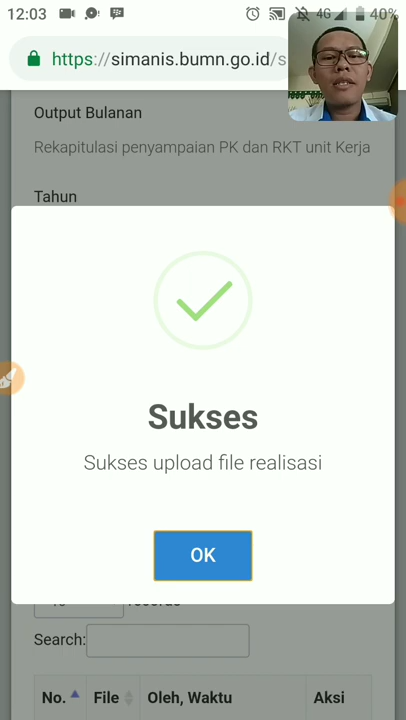 12:03 4G 40%
https://simanis.bumn.go.id/s
Output Bulanan
Rekapitulasi penyampaian PK dan RKT unit Kerja
Tahun
Sukses
Sukses upload file realisasi
OK
records
Search:
No. File Oleh, Waktu Aksi